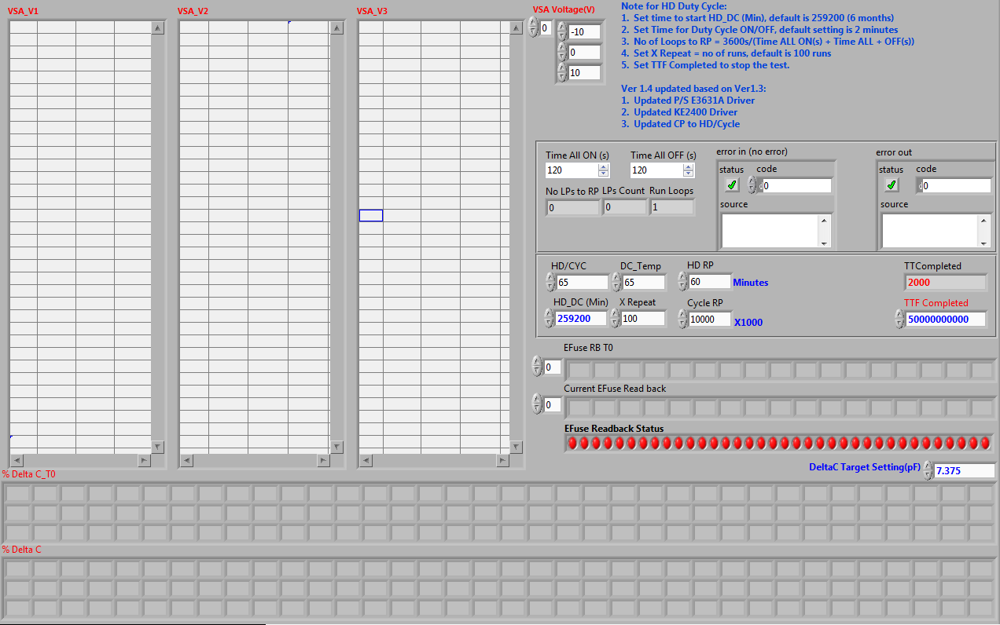 VSA_V1
VSA_V2
VSA_V3
VSA Voltage(V)
0
-10
0
10
Note for HD Duty Cycle:
1. Set time to start HD_DC (Min), default is 259200 (6 months)
2. Set Time for Duty Cycle ON/OFF, default setting is 2 minutes
3. No of Loops to RP = 3600s/(Time ALL ON(s) + Time ALL + OFF(s))
4. Set X Repeat = no of runs, default is 100 runs
5. Set TTF Completed to stop the test.
Ver 1.4 updated based on Ver1.3:
1. Updated P/S E3631A Driver
2. Updated KE2400 Driver
3. Updated CP to HD/Cycle
Time All ON (s) Time All OFF (s)
120 120
No LPs to RP LPs Count Run Loops
0 0 1
error in (no error)
status code
0
source
error out
status code
0
source
HD/CYC DC_Temp HD RP TTCompleted
65 65 60 Minutes 2000
HD_DC (Min) X Repeat Cycle RP TTF Completed
259200 100 10000 X1000 50000000000
EFuse RB T0
0
Current EFuse Read back
0
EFuse Readback Status
DeltaC Target Setting(pF) 7.375
% Delta C_T0
% Delta C